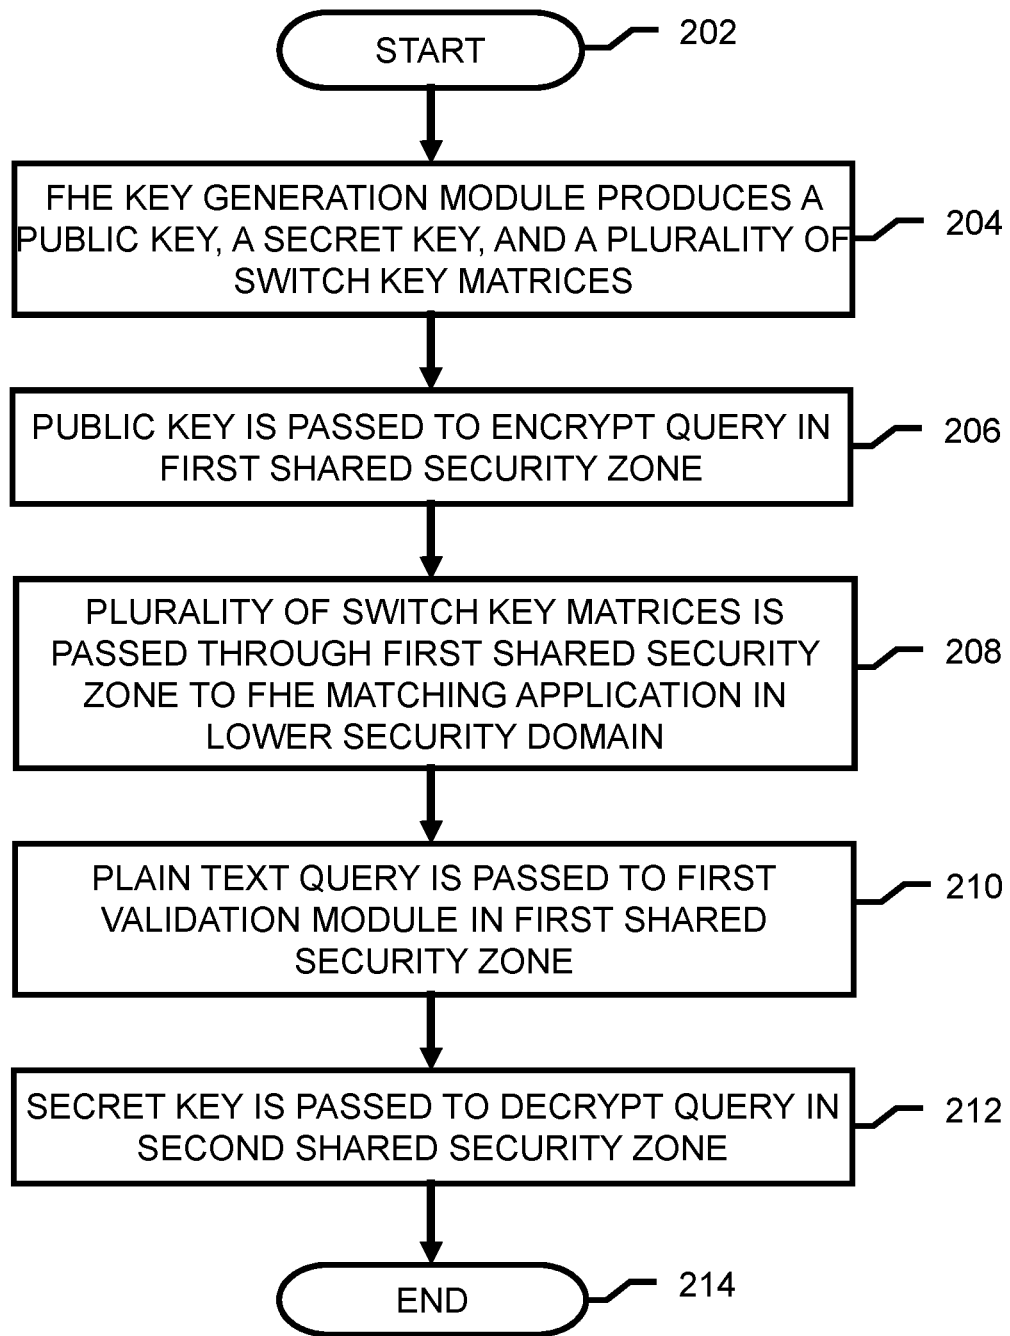 START
202
FHE KEY GENERATION MODULE PRODUCES A
PUBLIC KEY, A SECRET KEY, AND A PLURALITY OF
SWITCH KEY MATRICES
204
PUBLIC KEY IS PASSED TO ENCRYPT QUERY IN
FIRST SHARED SECURITY ZONE
206
PLURALITY OF SWITCH KEY MATRICES IS
PASSED THROUGH FIRST SHARED SECURITY
ZONE TO FHE MATCHING APPLICATION IN
LOWER SECURITY DOMAIN
208
PLAIN TEXT QUERY IS PASSED TO FIRST
VALIDATION MODULE IN FIRST SHARED
SECURITY ZONE
210
SECRET KEY IS PASSED TO DECRYPT QUERY IN
SECOND SHARED SECURITY ZONE
212
END
214